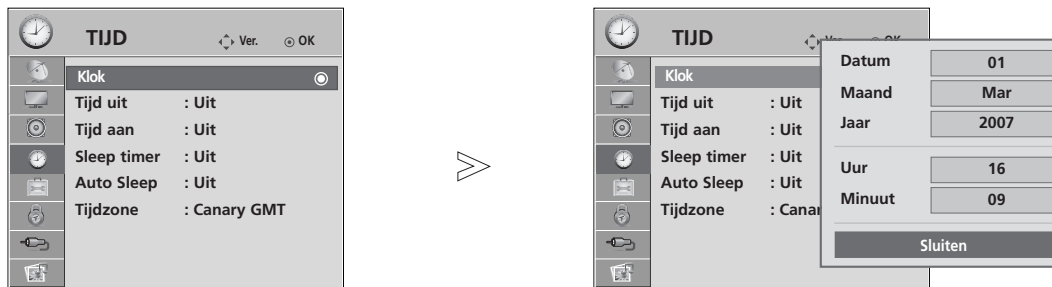 TIJD Ver. OK
Klok
Tijd uit : Uit
Tijd aan : Uit
Sleep timer : Uit
Auto Sleep : Uit
Tijdzone : Canary GMT
TIJD OK
Klok
Tijd uit : Uit
Tijd aan : Uit
Sleep timer : Uit
Auto Sleep : Uit
Tijdzone : Canar
Datum 01
Maand Mar
Jaar 2007
Uur 16
Minuut 09
Sluiten